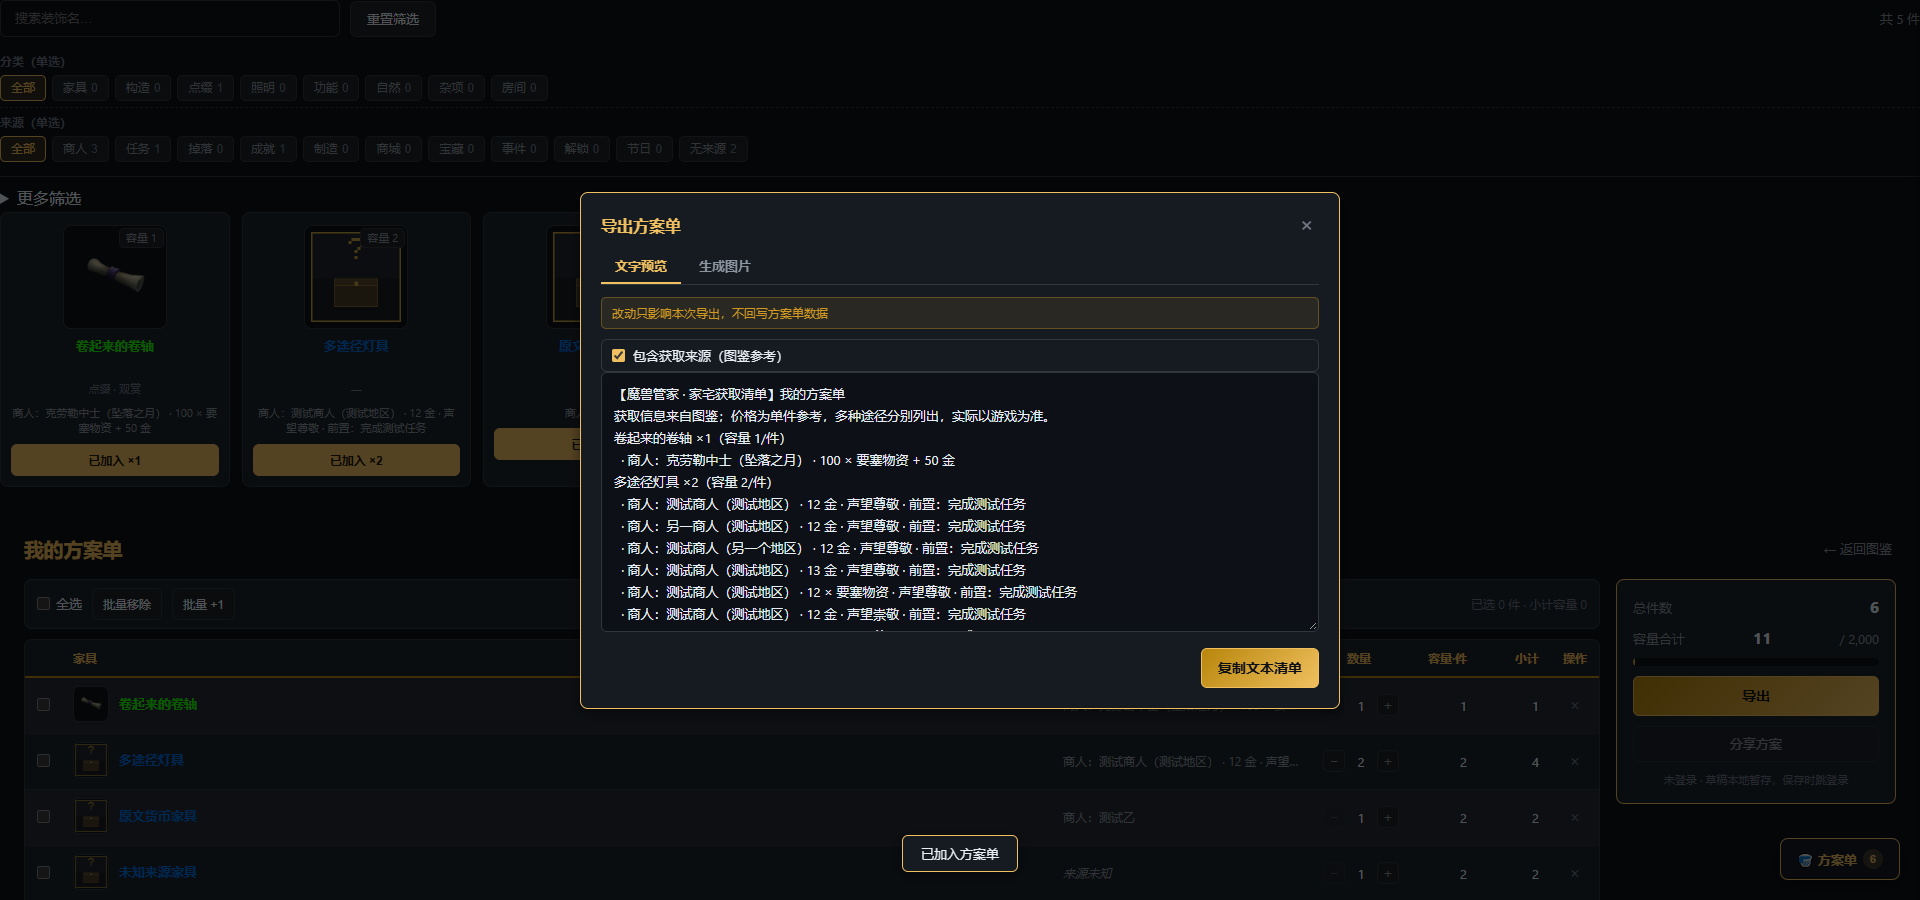 搜索装饰名...
重置筛选
共 5 件
分类（单选）
全部 家具 0 构造 0 点缀 1 照明 0 功能 0 自然 0 杂项 0 房间 0
来源（单选）
全部 商人 3 任务 1 掉落 0 成就 1 制造 0 商城 0 宝藏 0 事件 0 解锁 0 节日 0 无来源 2
▶ 更多筛选
容量 1
卷起来的卷轴
点缀 · 观赏
商人：克劳勒中士（坠落之月） · 100 × 要
塞物资 + 50 金
已加入 ×1
容量 2
多途径灯具
—
商人：测试商人（测试地区） · 12 金 · 声
望尊敬 · 前置：完成测试任务
已加入 ×2
导出方案单
×
文字预览 生成图片
改动只影响本次导出，不回写方案单数据
包含获取来源（图鉴参考）
【魔兽管家 · 家宅获取清单】我的方案单
获取信息来自图鉴；价格为单件参考，多种途径分别列出，实际以游戏为准。
卷起来的卷轴 ×1（容量 1/件）
· 商人：克劳勒中士（坠落之月） · 100 × 要塞物资 + 50 金
多途径灯具 ×2（容量 2/件）
· 商人：测试商人（测试地区） · 12 金 · 声望尊敬 · 前置：完成测试任务
· 商人：另一商人（测试地区） · 12 金 · 声望尊敬 · 前置：完成测试任务
· 商人：测试商人（另一个地区） · 12 金 · 声望尊敬 · 前置：完成测试任务
· 商人：测试商人（测试地区） · 13 金 · 声望尊敬 · 前置：完成测试任务
· 商人：测试商人（测试地区） · 12 × 要塞物资 · 声望尊敬 · 前置：完成测试任务
· 商人：测试商人（测试地区） · 12 金 · 声望崇敬 · 前置：完成测试任务
复制文本清单
我的方案单
← 返回图鉴
全选 批量移除 批量 +1
已选 0 件 · 小计容量 0
家具 数量 容量/件 小计 操作
卷起来的卷轴 1 + 1 1 ×
多途径灯具 商人：测试商人（测试地区） · 12 金 · 声望... − 2 + 2 4 ×
原文货币家具 商人：测试乙 − 1 + 2 2 ×
未知来源家具 来源未知 − 1 + 2 2 ×
总件数 6
容量合计 11 / 2,000
导出
分享方案
未登录 · 草稿本地暂存，保存时跳登录
已加入方案单
方案单 6